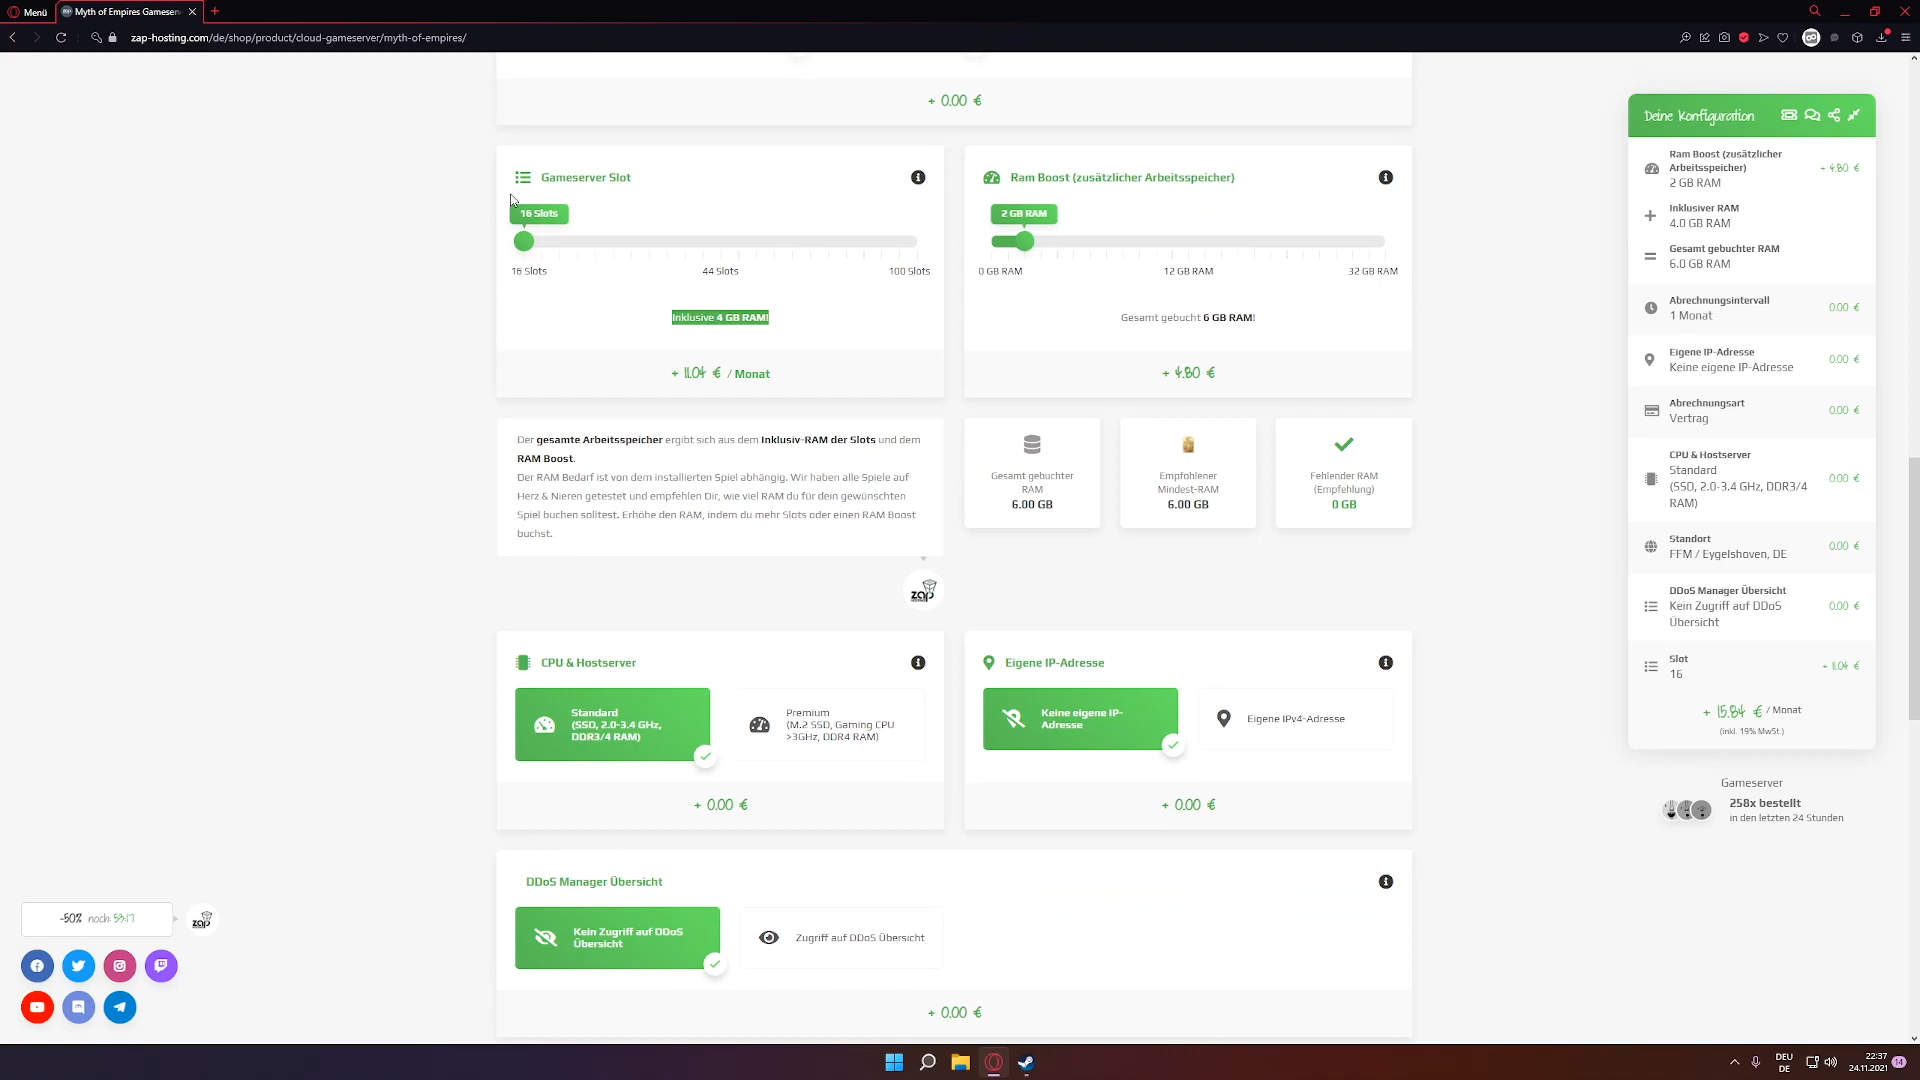 Menü
Myth of Empires Gameserv
zap-hosting.com/de/shop/product/cloud-gameserver/myth-of-empires/
+ 0.00 €
Gameserver Slot
16 Slots
16 Slots
44 Slots
100 Slots
Inklusive 4 GB RAM!
+ 11.04 € / Monat
Ram Boost (zusätzlicher Arbeitsspeicher)
2 GB RAM
0 GB RAM
12 GB RAM
32 GB RAM
Gesamt gebucht 6 GB RAM!
+ 4.80 €
Der gesamte Arbeitsspeicher ergibt sich aus dem Inklusiv-RAM der Slots und dem
RAM Boost.
Der RAM Bedarf ist von dem installierten Spiel abhängig. Wir haben alle Spiele auf
Herz & Nieren getestet und empfehlen Dir, wie viel RAM du für dein gewünschten
Spiel buchen solltest. Erhöhe den RAM, indem du mehr Slots oder einen RAM Boost
buchst.
zap
Gesamt gebuchter
RAM
6.00 GB
Empfohlener
Mindest-RAM
6.00 GB
Fehlender RAM
(Empfehlung)
0 GB
CPU & Hostserver
Standard
(SSD, 2.0-3.4 GHz,
DDR3/4 RAM)
Premium
(M.2 SSD, Gaming CPU
>3GHz, DDR4 RAM)
+ 0.00 €
Eigene IP-Adresse
Keine eigene IP-
Adresse
Eigene IPv4-Adresse
+ 0.00 €
DDoS Manager Übersicht
Kein Zugriff auf DDoS
Übersicht
Zugriff auf DDoS Übersicht
+ 0.00 €
Deine Konfiguration
Ram Boost (zusätzlicher
Arbeitsspeicher)
2 GB RAM
+ 4.80 €
Inklusiver RAM
4.0 GB RAM
Gesamt gebuchter RAM
6.0 GB RAM
Abrechnungsintervall
1 Monat
0.00 €
Eigene IP-Adresse
Keine eigene IP-Adresse
0.00 €
Abrechnungsart
Vertrag
0.00 €
CPU & Hostserver
Standard
(SSD, 2.0-3.4 GHz, DDR3/4
RAM)
0.00 €
Standort
FFM / Eygelshoven, DE
0.00 €
DDoS Manager Übersicht
Kein Zugriff auf DDoS
Übersicht
0.00 €
Slot
16
+ 11.04 €
+ 15.84 € / Monat
(inkl. 19% MwSt.)
Gameserver
258x bestellt
in den letzten 24 Stunden
-50% noch: 53:17
zap
DEU
DE
22:37
24.11.2021
14